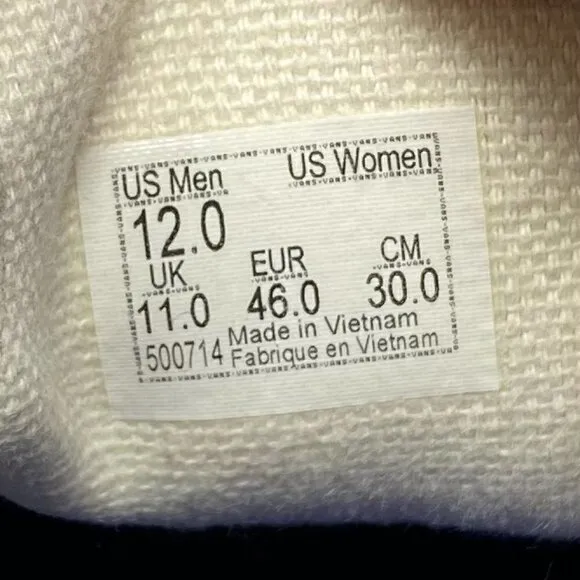 US Men US Women
12.0
UK EUR CM
11.0 46.0 30.0
Made in Vietnam
500714 Fabrique en Vietnam